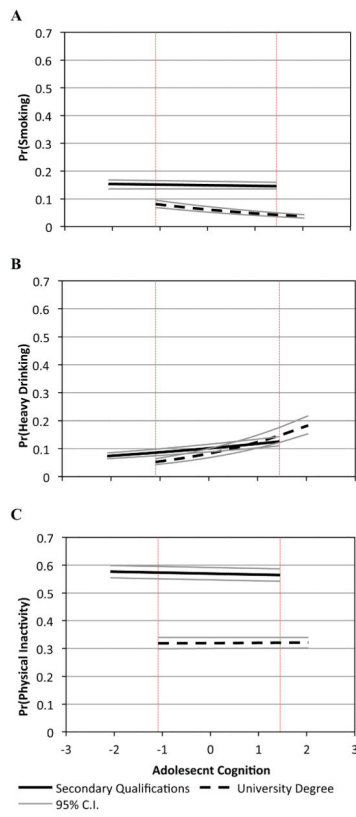 A
0.7
0.6
0.5
0.4
0.3
0.2
0.1
0
Pr(Smoking)
B
0.7
0.6
0.5
0.4
0.3
0.2
0.1
0
Pr(Heavy Drinking)
C
0.7
0.6
0.5
0.4
0.3
0.2
0.1
0
Pr(Physical Inactivity)
-3 -2 -1 0 1 2 3
Adolesecnt Cognition
Secondary Qualifications University Degree
95% C.I.